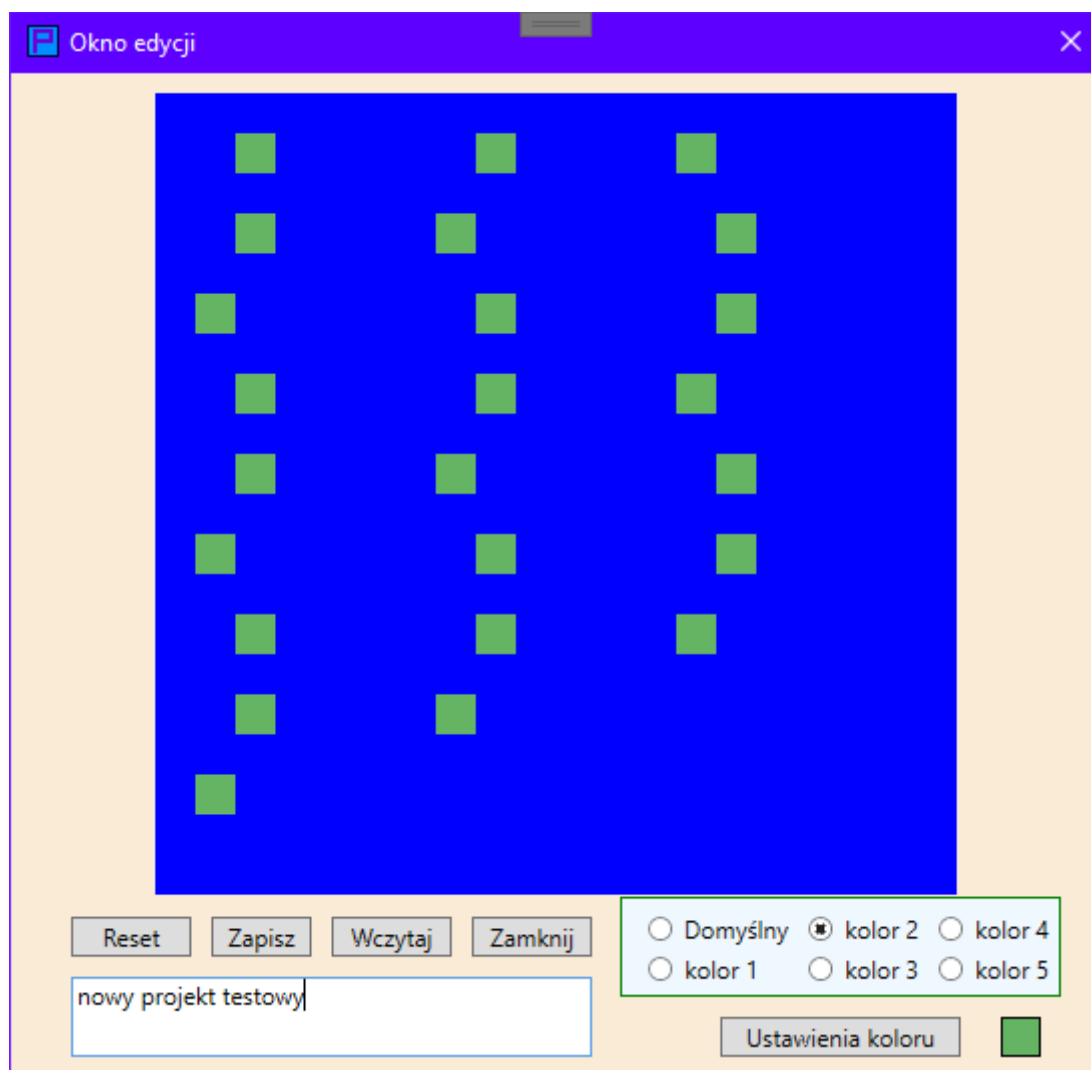 Okno edycji
Reset Zapisz Wczytaj Zamknij
Domyślny kolor 2 kolor 4
kolor 1 kolor 3 kolor 5
nowy projekt testowy
Ustawienia koloru